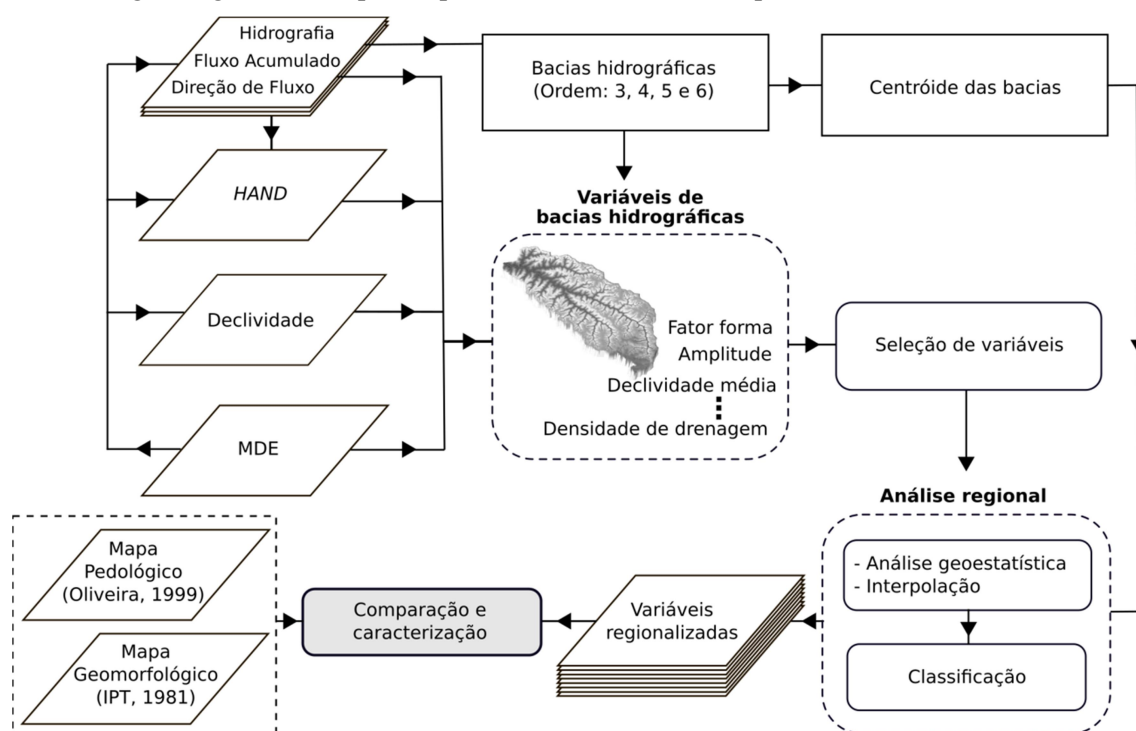 Hidrografia
Fluxo Acumulado
Direção de Fluxo
Bacias hidrográficas
(Ordem: 3, 4, 5 e 6)
Centróide das bacias
HAND
Variáveis de
bacias hidrográficas
Declividade
Fator forma
Amplitude
Declividade média
Densidade de drenagem
Seleção de variáveis
MDE
Análise regional
Mapa
Pedológico
(Oliveira, 1999)
Mapa
Geomorfológico
(IPT, 1981)
Comparação e
caracterização
Variáveis
regionalizadas
- Análise geoestatística
- Interpolação
Classificação